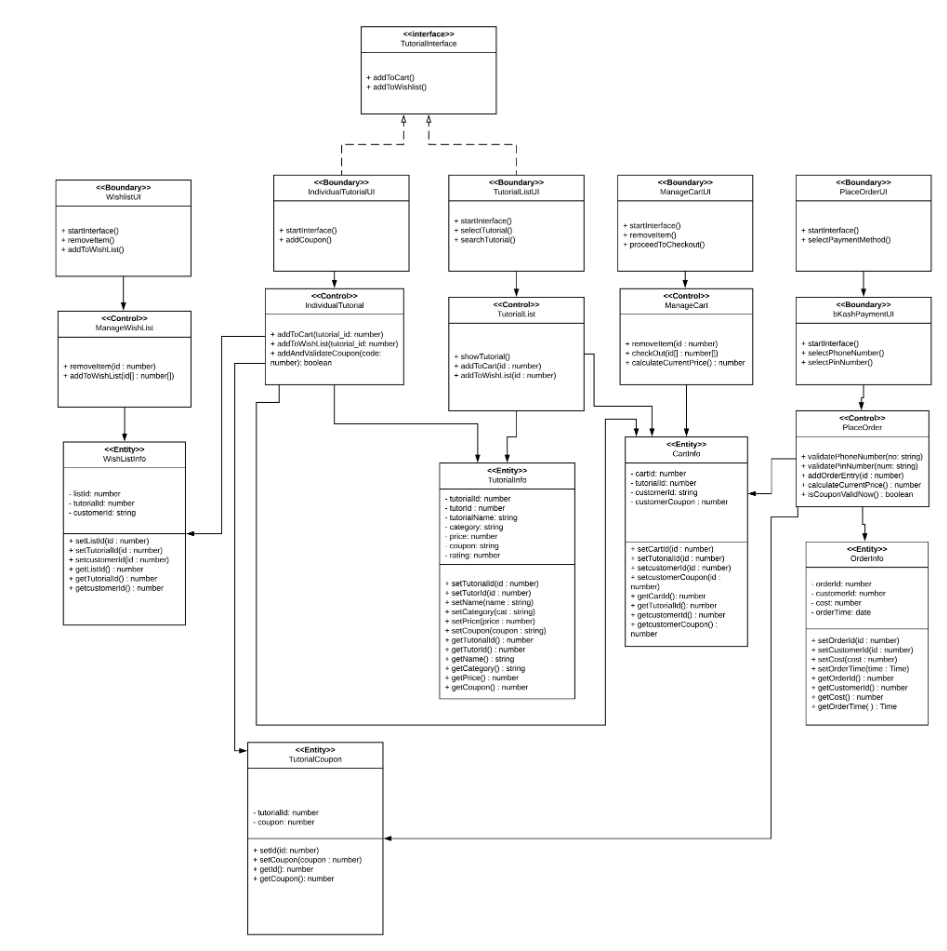 <<interface>>
TutorialInterface
+ addToCart()
+ addToWishlist()
<<Boundary>>
WishlistUI
+ startInterface()
+ removeItem()
+ addToWishList()
<<Boundary>>
IndividualTutorialUI
+ startInterface()
+ addCoupon()
<<Boundary>>
TutorialListUI
+ startInterface()
+ selectTutorial()
+ searchTutorial()
<<Boundary>>
ManageCartUI
+ startInterface()
+ removeItem()
+ proceedToCheckout()
<<Boundary>>
PlaceOrderUI
+ startInterface()
+ selectPaymentMethod()
<<Control>>
ManageWishList
+ removeItem(id : number)
+ addToWishList(id[] : number[])
<<Control>>
IndividualTutorial
+ addToCart(tutorial_id: number)
+ addToWishList(tutorial_id: number)
+ addAndValidateCoupon(code:
number): boolean
<<Control>>
TutorialList
+ showTutorial()
+ addToCart(id : number)
+ addToWishList(id : number)
<<Control>>
ManageCart
+ removeItem(id : number)
+ checkOut(id[] : number[])
+ calculateCurrentPrice() : number
<<Boundary>>
bKashPaymentUI
+ startInterface()
+ selectPhoneNumber()
+ selectPinNumber()
<<Control>>
PlaceOrder
+ validatePhoneNumber(no: string)
+ validatePinNumber(num: string)
+ addOrderEntry(id : number)
+ calculateCurrentPrice() : number
+ isCouponValidNow() : boolean
<<Entity>>
WishListInfo
- listId: number
- tutorialId: number
- customerId: string
+ setListId(id : number)
+ setTutorialId(id : number)
+ setcustomerId(id : number)
+ getListId() : number
+ getTutorialId() : number
+ getcustomerId() : number
<<Entity>>
TutorialInfo
- tutorialId: number
- tutorId : number
- tutorialName: string
- category: string
- price: number
- coupon: string
- rating: number
+ setTutorialId(id : number)
+ setTutorId(id : number)
+ setName(name : string)
+ setCategory(cat : string)
+ setPrice(price : number)
+ setCoupon(coupon : string)
+ getTutorialId() : number
+ getTutorId() : number
+ getName() : string
+ getCategory() : string
+ getPrice() : number
+ getCoupon() : number
<<Entity>>
CartInfo
- cartId: number
- tutorialId: number
- customerId: string
- customerCoupon : number
+ setCartId(id : number)
+ setTutorialId(id : number)
+ setcustomerId(id : number)
+ setcustomerCoupon(id :
number)
+ getCartId() : number
+ getTutorialId() : number
+ getcustomerId() : number
+ getcustomerCoupon() :
number
<<Entity>>
OrderInfo
- orderId: number
- customerId: number
- cost: number
- orderTime: date
+ setOrderId(id : number)
+ setCustomerId(id : number)
+ setCost(cost : number)
+ setOrderTime(time : Time)
+ getOrderId() : number
+ getCustomerId() : number
+ getCost() : number
+ getOrderTime( ) : Time
<<Entity>>
TutorialCoupon
- tutorialId: number
- coupon: number
+ setId(id: number)
+ setCoupon(coupon : number)
+ getId(): number
+ getCoupon(): number